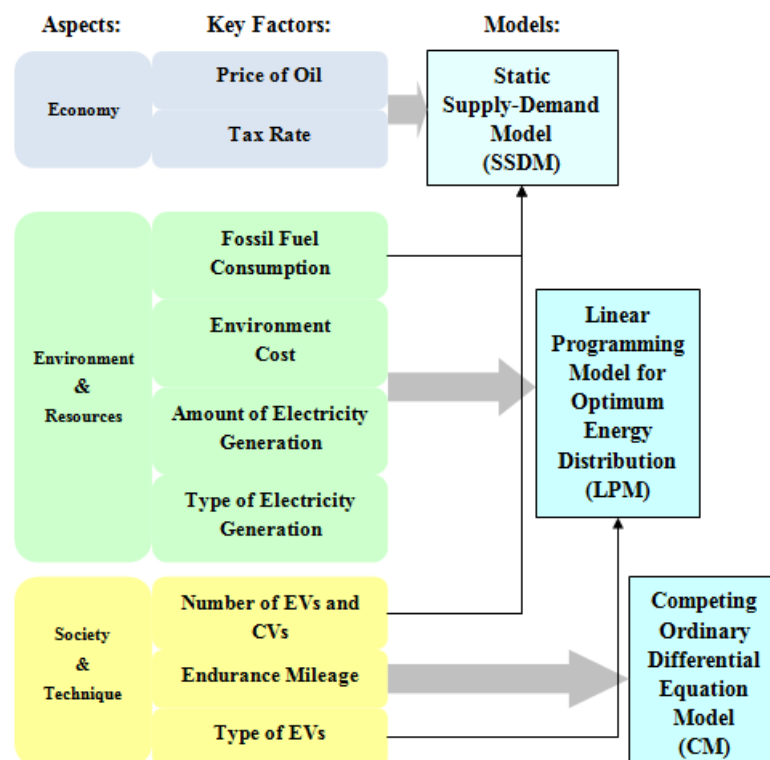 Aspects:
Key Factors:
Models:
Economy
Price of Oil
Tax Rate
Static
Supply-Demand
Model
(SSDM)
Environment
&
Resources
Fossil Fuel
Consumption
Environment
Cost
Amount of Electricity
Generation
Type of Electricity
Generation
Linear
Programming
Model for
Optimum
Energy
Distribution
(LPM)
Society
&
Technique
Number of EVs and
CVs
Endurance Mileage
Type of EVs
Competing
Ordinary
Differential
Equation
Model
(CM)